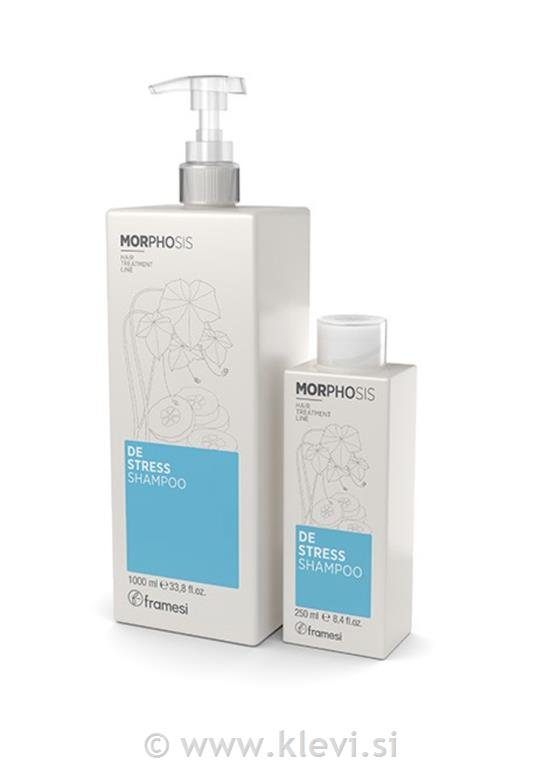 MORPHOSIS
HAIR
TREATMENT
LINE
DE
STRESS
SHAMPOO
1000 ml ℮ 33,8 fl.oz.
framesi
MORPHOSIS
HAIR
TREATMENT
LINE
DE
STRESS
SHAMPOO
250 ml ℮ 8,4 fl.oz.
framesi
© www.klevi.si